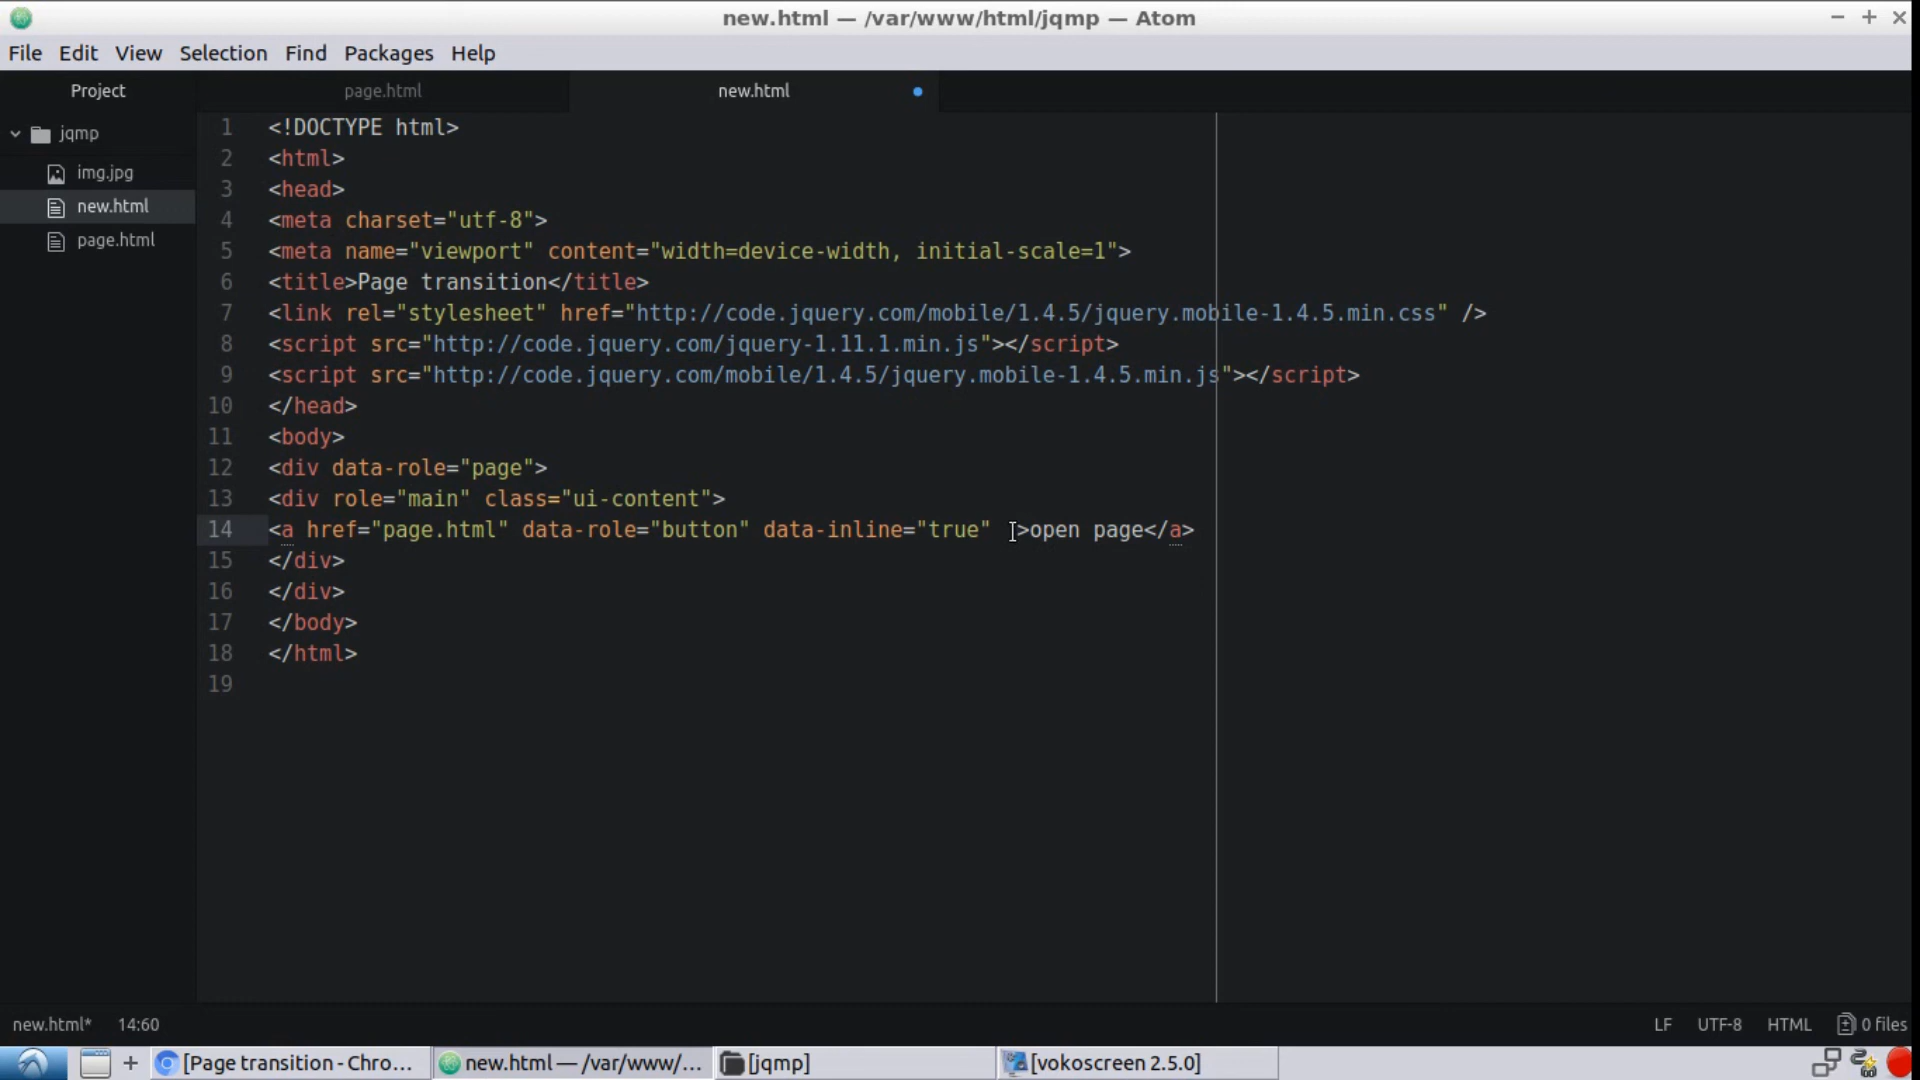 new.html — /var/www/html/jqmp — Atom
File Edit View Selection Find Packages Help
Project
page.html
new.html
jqmp
img.jpg
new.html
page.html
1 <!DOCTYPE html>
2 <html>
3 <head>
4 <meta charset="utf-8">
5 <meta name="viewport" content="width=device-width, initial-scale=1">
6 <title>Page transition</title>
7 <link rel="stylesheet" href="http://code.jquery.com/mobile/1.4.5/jquery.mobile-1.4.5.min.css" />
8 <script src="http://code.jquery.com/jquery-1.11.1.min.js"></script>
9 <script src="http://code.jquery.com/mobile/1.4.5/jquery.mobile-1.4.5.min.js"></script>
10 </head>
11 <body>
12 <div data-role="page">
13 <div role="main" class="ui-content">
14 <a href="page.html" data-role="button" data-inline="true" >open page</a>
15 </div>
16 </div>
17 </body>
18 </html>
19
new.html* 14:60
LF UTF-8 HTML 0 files
[Page transition - Chro... new.html — /var/www/... [jqmp] [vokoscreen 2.5.0]